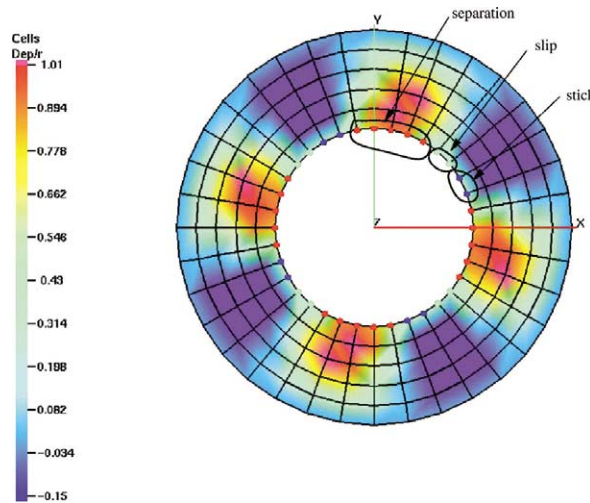 separation
slip
stick
Cells
Dep/r
1.01
0.894
0.778
0.662
0.546
0.43
0.314
0.198
0.082
-0.034
-0.15
Y
Z
X